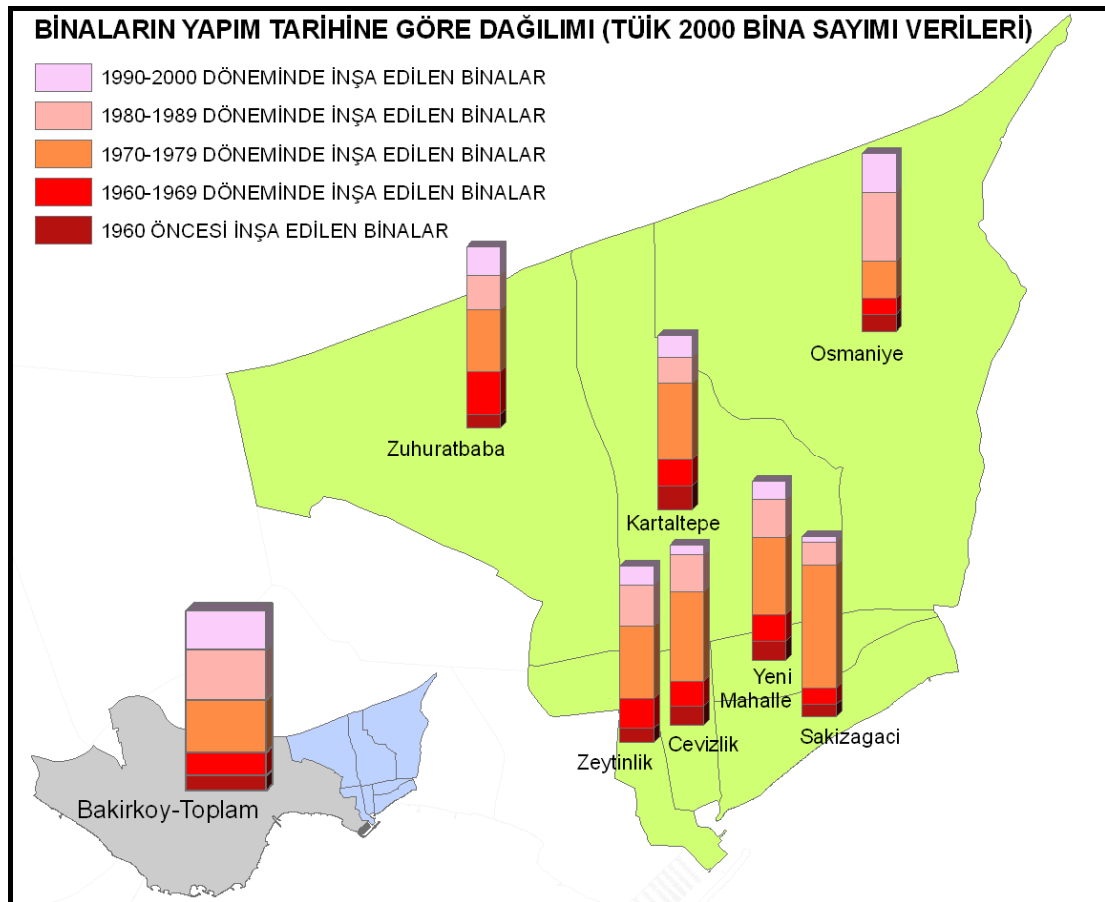 BİNALARIN YAPIM TARİHİNE GÖRE DAĞILIMI (TÜİK 2000 BİNA SAYIMI VERİLERİ)
1990-2000 DÖNEMİNDE İNŞA EDİLEN BİNALAR
1980-1989 DÖNEMİNDE İNŞA EDİLEN BİNALAR
1970-1979 DÖNEMİNDE İNŞA EDİLEN BİNALAR
1960-1969 DÖNEMİNDE İNŞA EDİLEN BİNALAR
1960 ÖNCESİ İNŞA EDİLEN BİNALAR
Osmaniye
Zuhuratbaba
Kartaltepe
Yeni
Mahalle
Sakizagaci
Cevizlik
Zeytinlik
Bakirkoy-Toplam